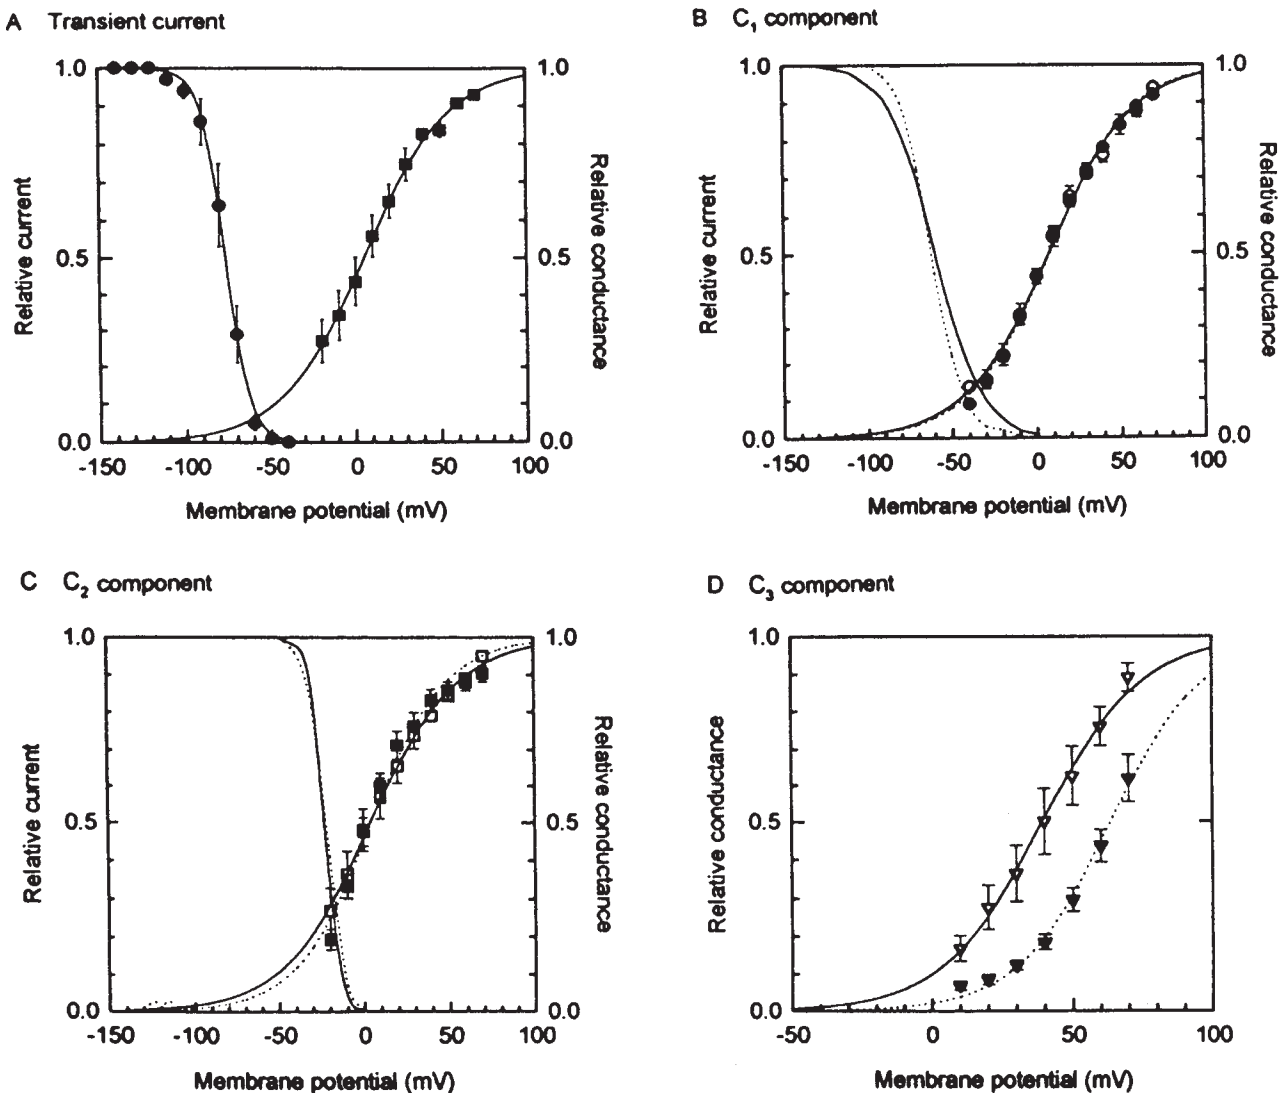 A Transient current
1.0
0.5
0.0
1.0
0.5
0.0
-150 -100 -50 0 50 100
Relative current
Relative conductance
Membrane potential (mV)
B C₁ component
1.0
0.5
0.0
1.0
0.5
0.0
-150 -100 -50 0 50 100
Relative current
Relative conductance
Membrane potential (mV)
C C₂ component
1.0
0.5
0.0
1.0
0.5
0.0
-150 -100 -50 0 50 100
Relative current
Relative conductance
Membrane potential (mV)
D C₃ component
1.0
0.5
0.0
-50 0 50 100
Relative conductance
Membrane potential (mV)